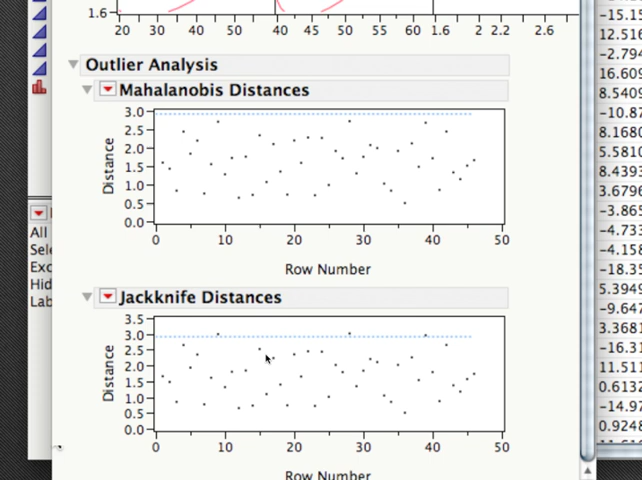 1.6
20 30 40 40 45 50 55 60 1.6 2 2.2 2.6
Outlier Analysis
Mahalanobis Distances
3.0
2.5
2.0
1.5
1.0
0.5
0.0
Distance
0 10 20 30 40 50
Row Number
Jackknife Distances
3.5
3.0
2.5
2.0
1.5
1.0
0.5
0.0
Distance
0 10 20 30 40 50
Row Number
All
Sele
Exc
Hid
Lab
-15.15
12.516
-2.794
16.609
8.5409
-10.87
8.1680
5.5810
8.4393
3.6796
-3.865
-4.733
-4.158
-18.35
5.3949
-9.647
3.3681
-16.31
11.511
0.6132
-14.97
0.9248